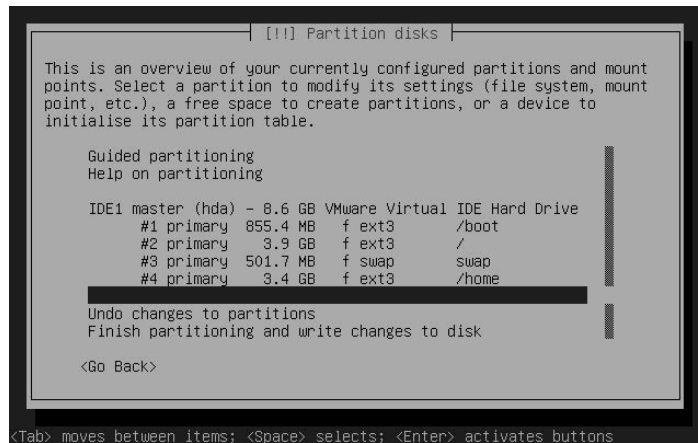 [!!] Partition disks
This is an overview of your currently configured partitions and mount
points. Select a partition to modify its settings (file system, mount
point, etc.), a free space to create partitions, or a device to
initialise its partition table.
Guided partitioning
Help on partitioning
IDE1 master (hda) - 8.6 GB VMware Virtual IDE Hard Drive
#1 primary 855.4 MB f ext3 /boot
#2 primary 3.9 GB f ext3 /
#3 primary 501.7 MB f swap swap
#4 primary 3.4 GB f ext3 /home
Undo changes to partitions
Finish partitioning and write changes to disk
<Go Back>
<Tab> moves between items; <Space> selects; <Enter> activates buttons